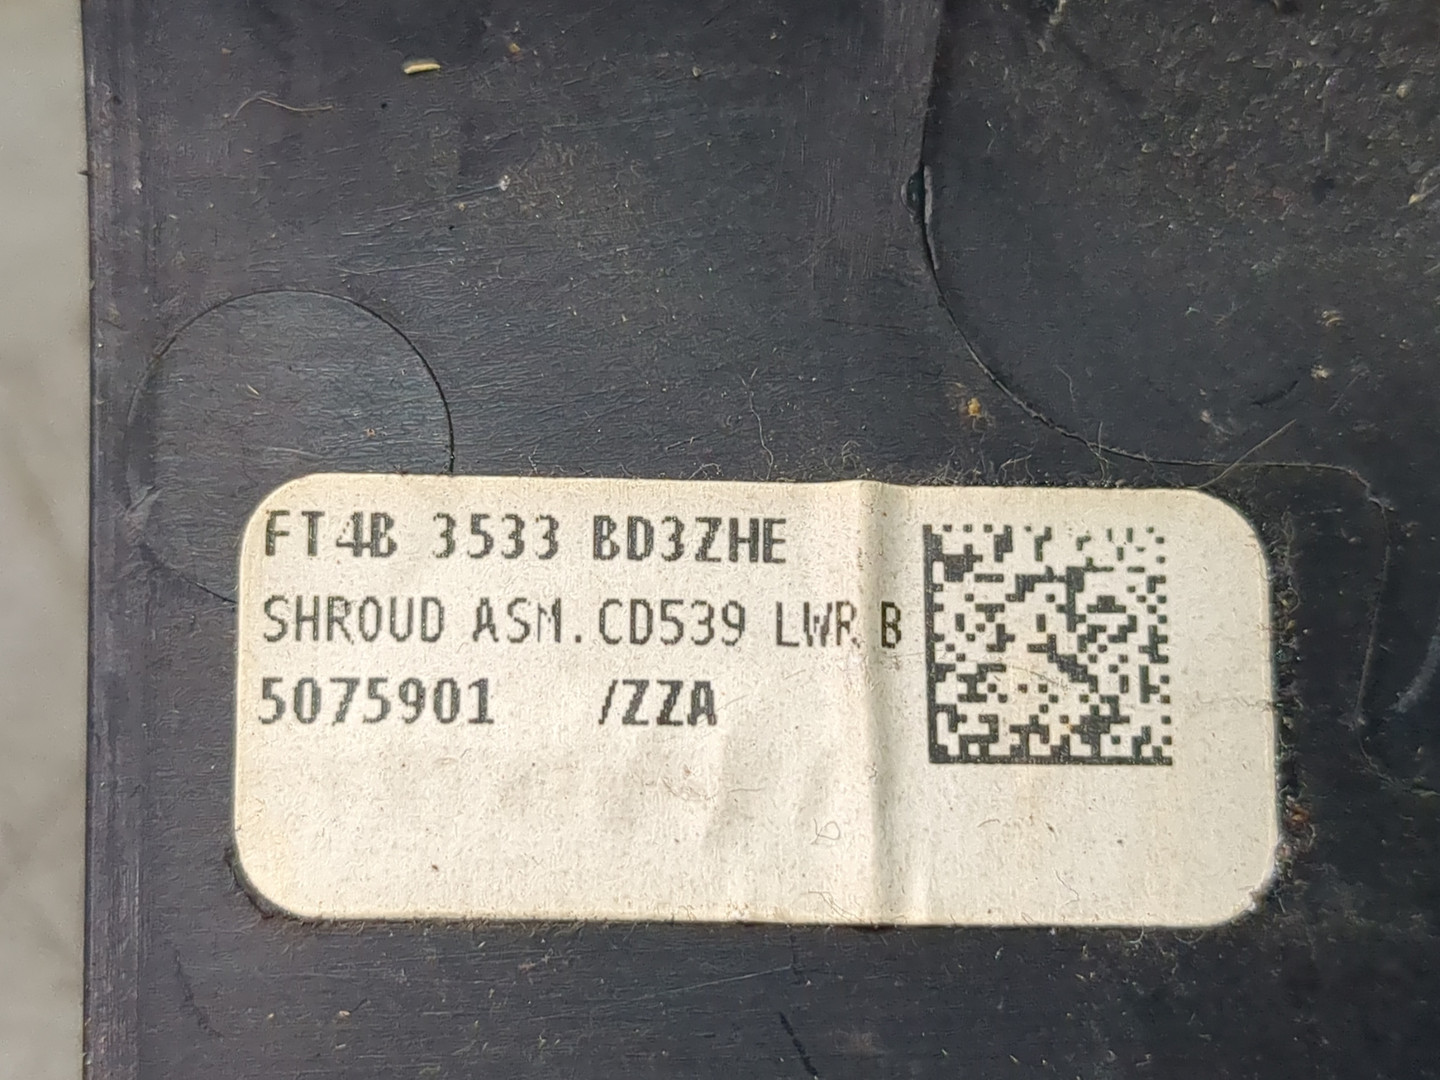 FT4B 3533 BD3ZHE
SHROUD ASM.CD539 LWR B
5075901 /ZZA